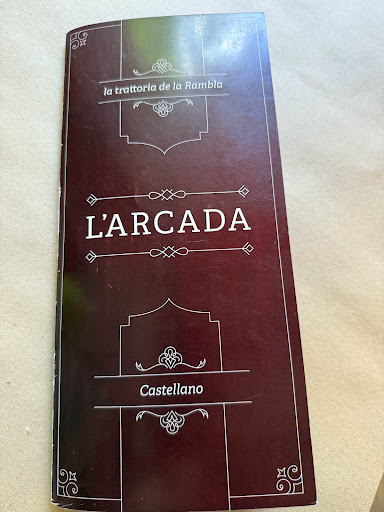 la trattoria de la Rambla
L'ARCADA
Castellano